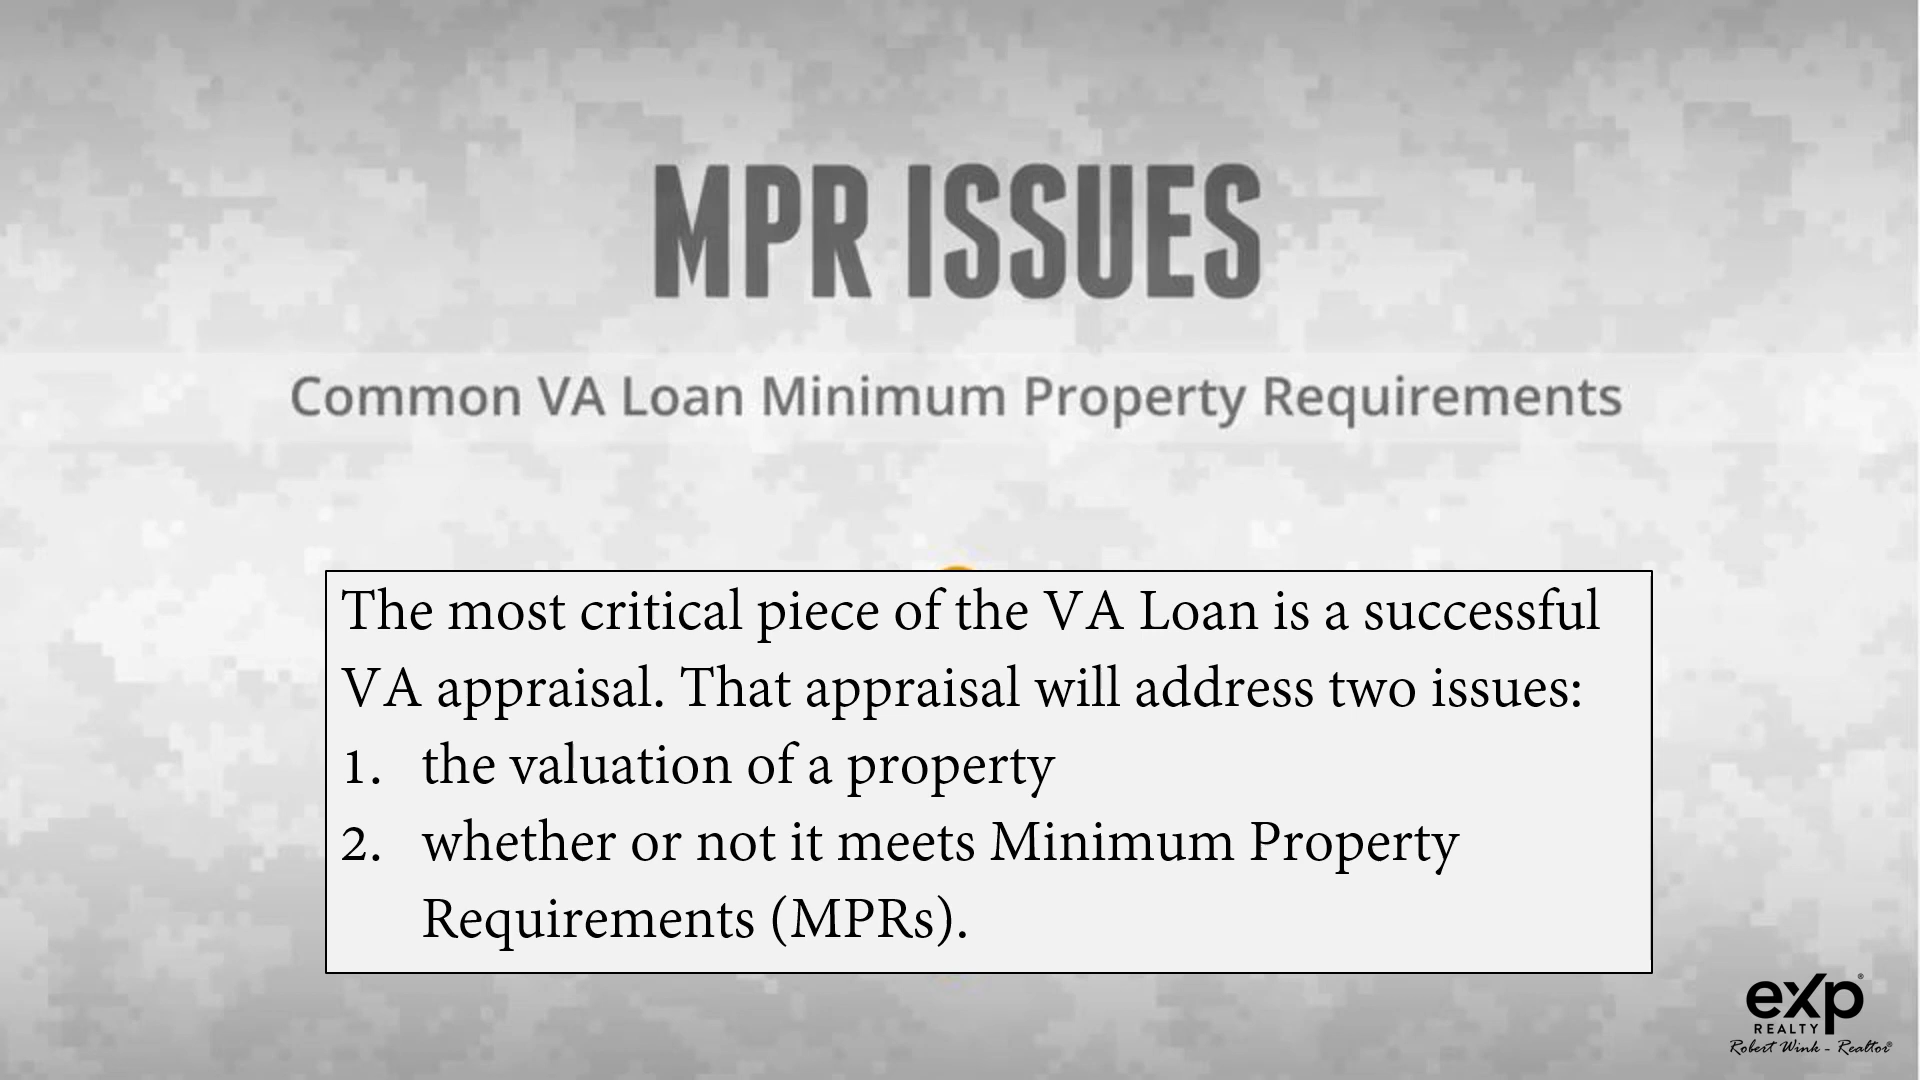 MPR ISSUES
Common VA Loan Minimum Property Requirements
The most critical piece of the VA Loan is a successful
VA appraisal. That appraisal will address two issues:
1. the valuation of a property
2. whether or not it meets Minimum Property
Requirements (MPRs).
eXp®
REALTY
Robert Wink - Realtor®